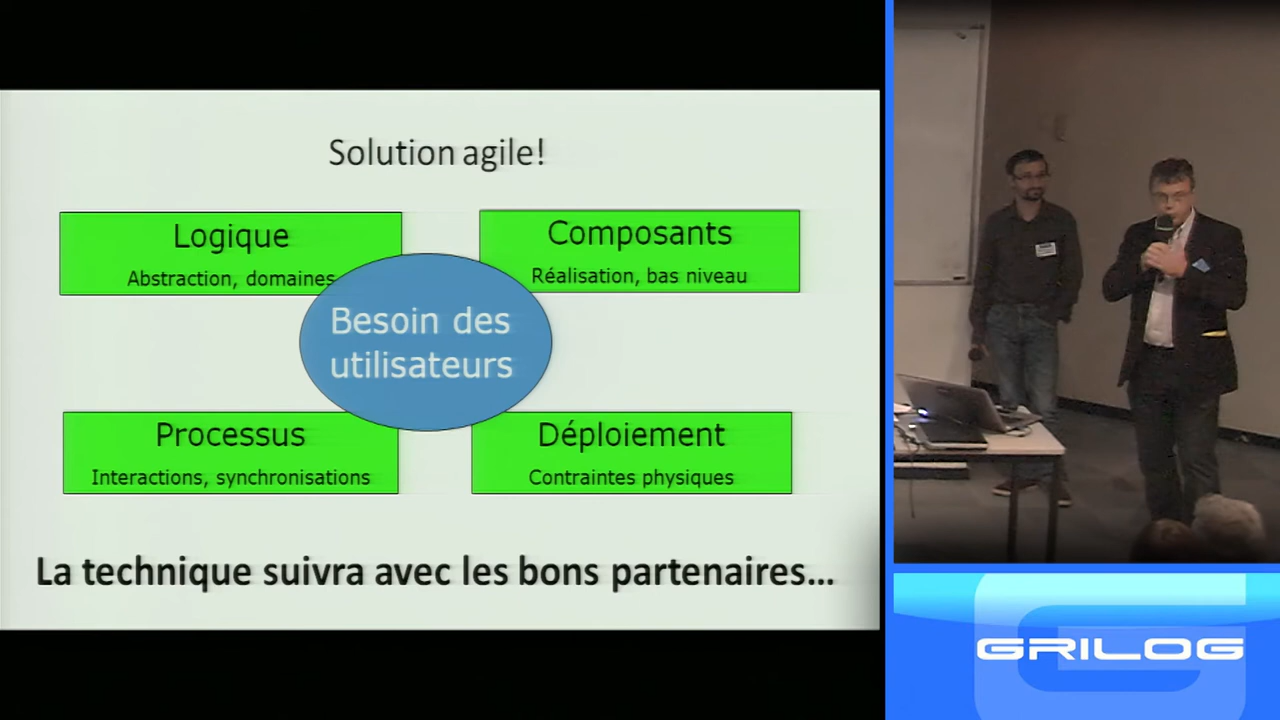 Solution agile!
Logique
Abstraction, domaines
Composants
Réalisation, bas niveau
Besoin des
utilisateurs
Processus
Interactions, synchronisations
Déploiement
Contraintes physiques
La technique suivra avec les bons partenaires...
GRILOG